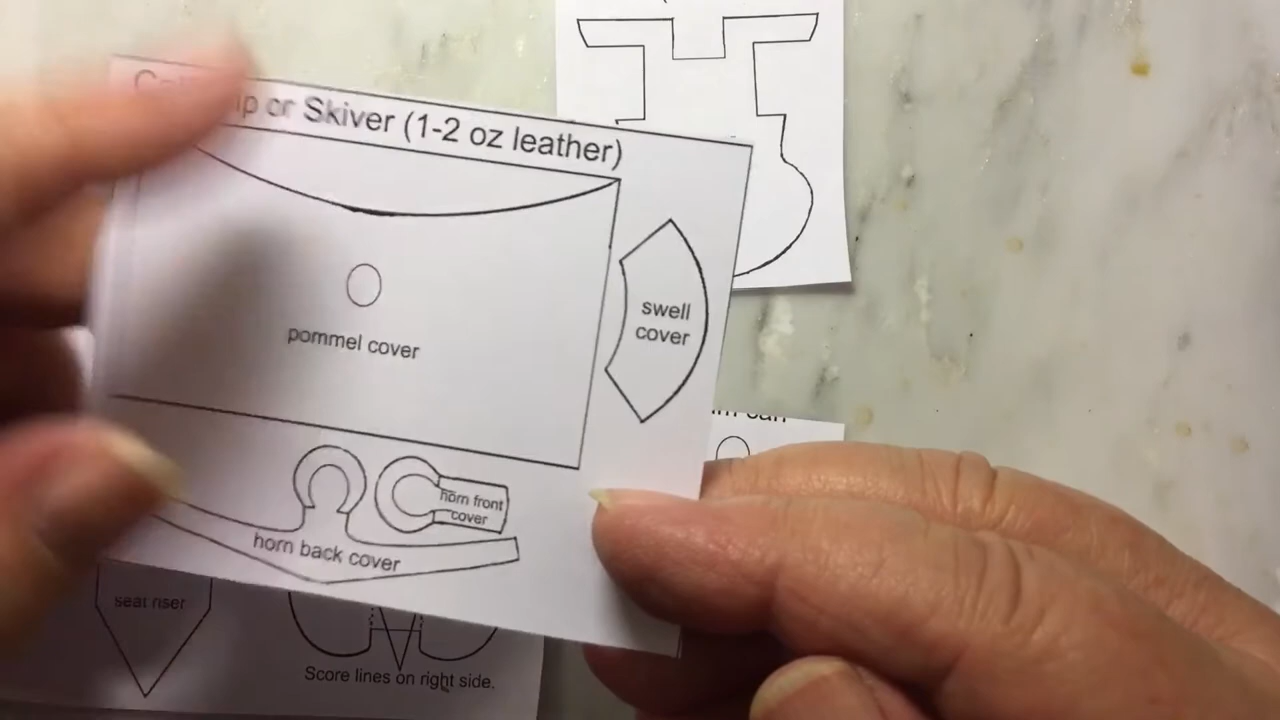 or Skiver (1-2 oz leather)
pommel cover
swell
cover
horn front
cover
horn back cover
seat riser
Score lines on right side.